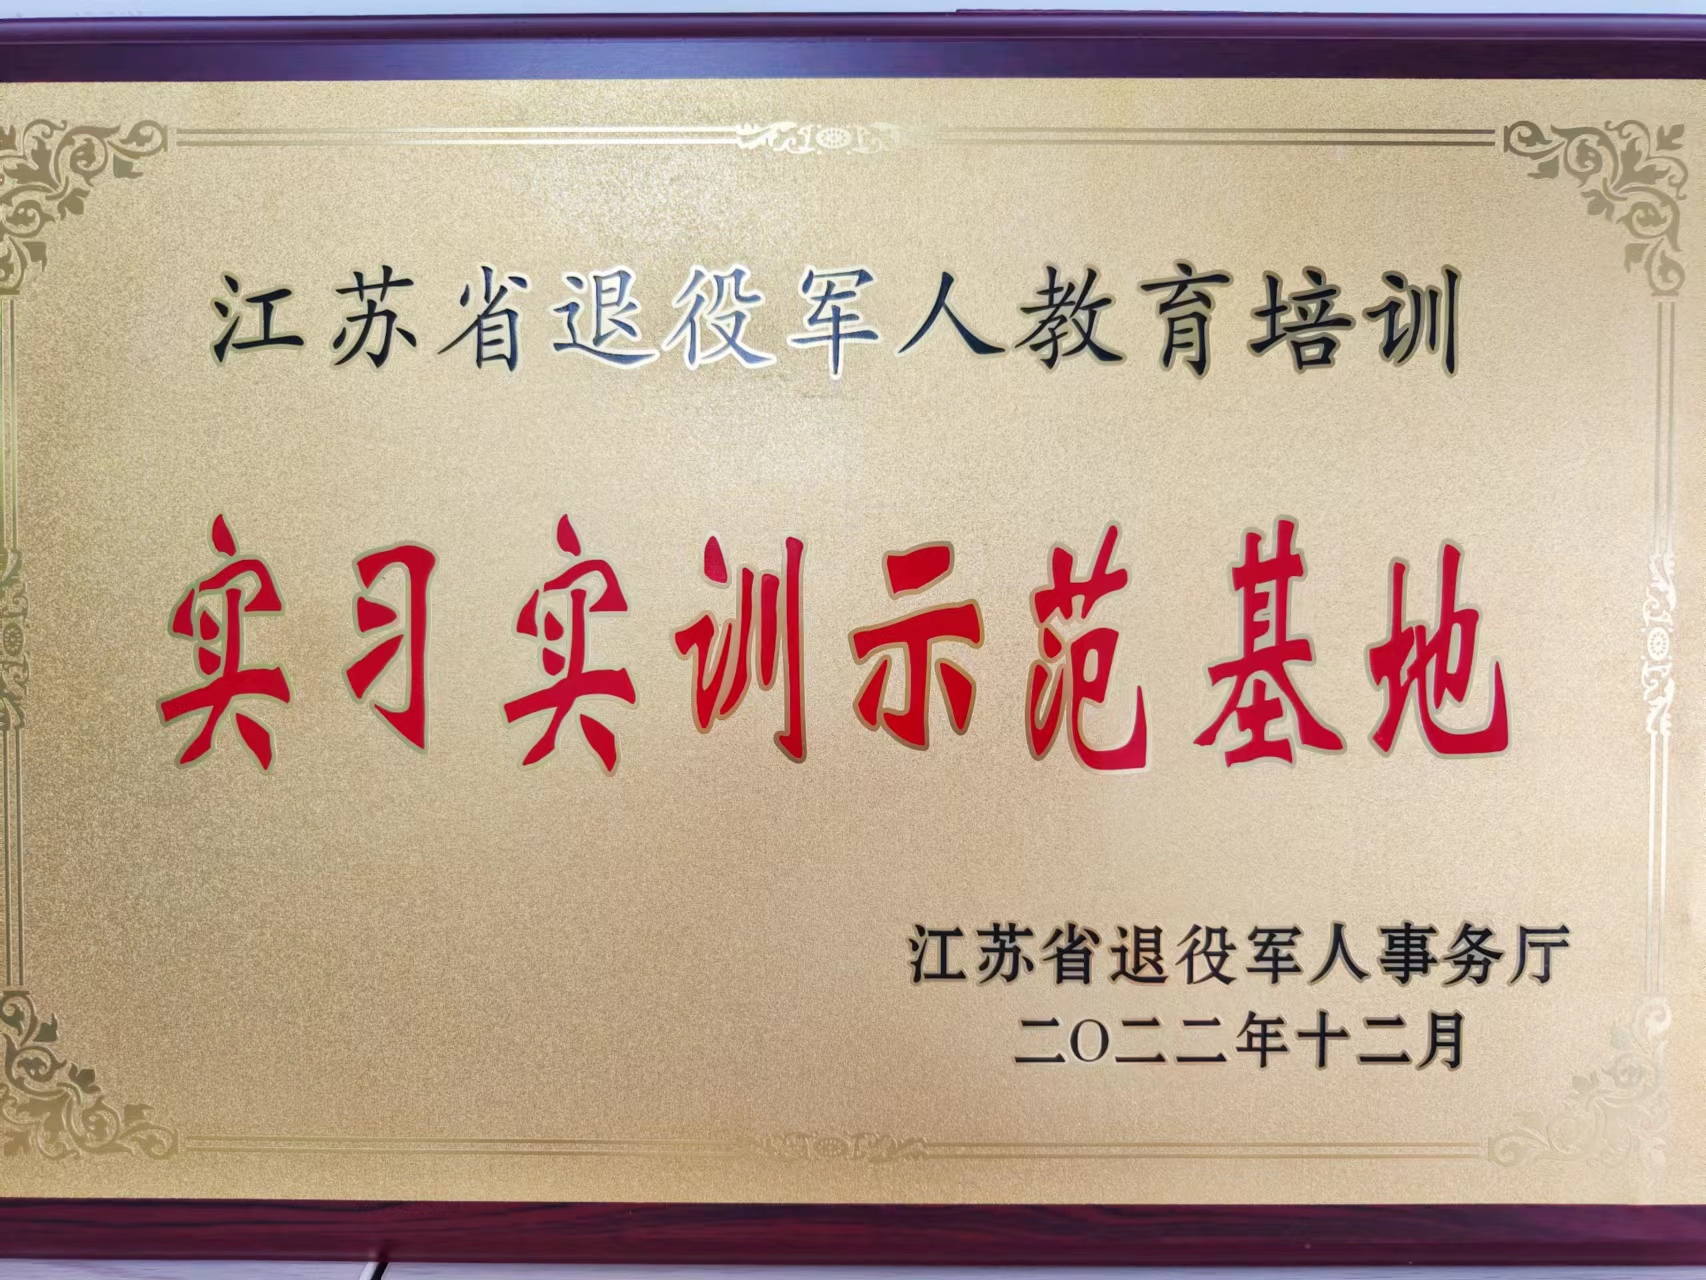 江苏省退役军人教育培训
实习实训示范基地
江苏省退役军人事务厅
二〇二二年十二月